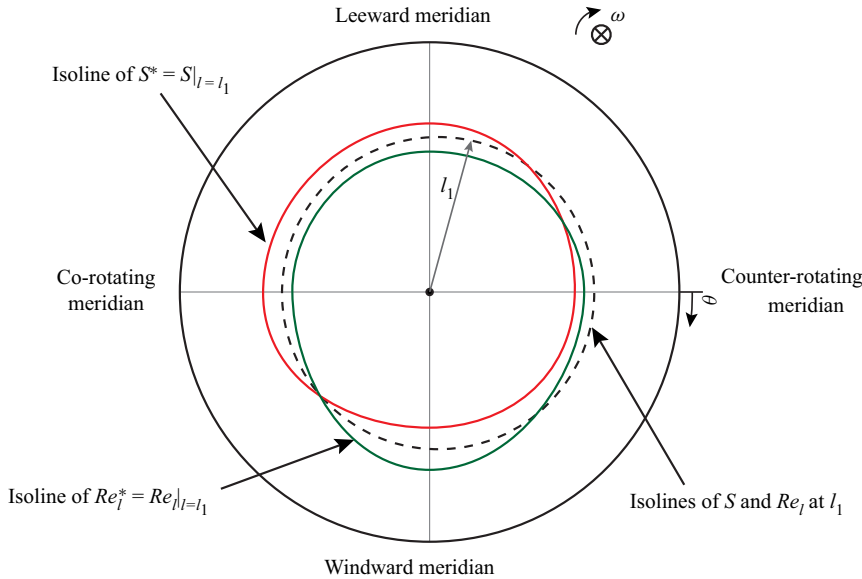 Leeward meridian
ω
Isoline of S* = S|l = l1
l1
Co-rotating
meridian
Counter-rotating
meridian
θ
Isoline of Rel* = Rel|l=l1
Isolines of S and Rel at l1
Windward meridian